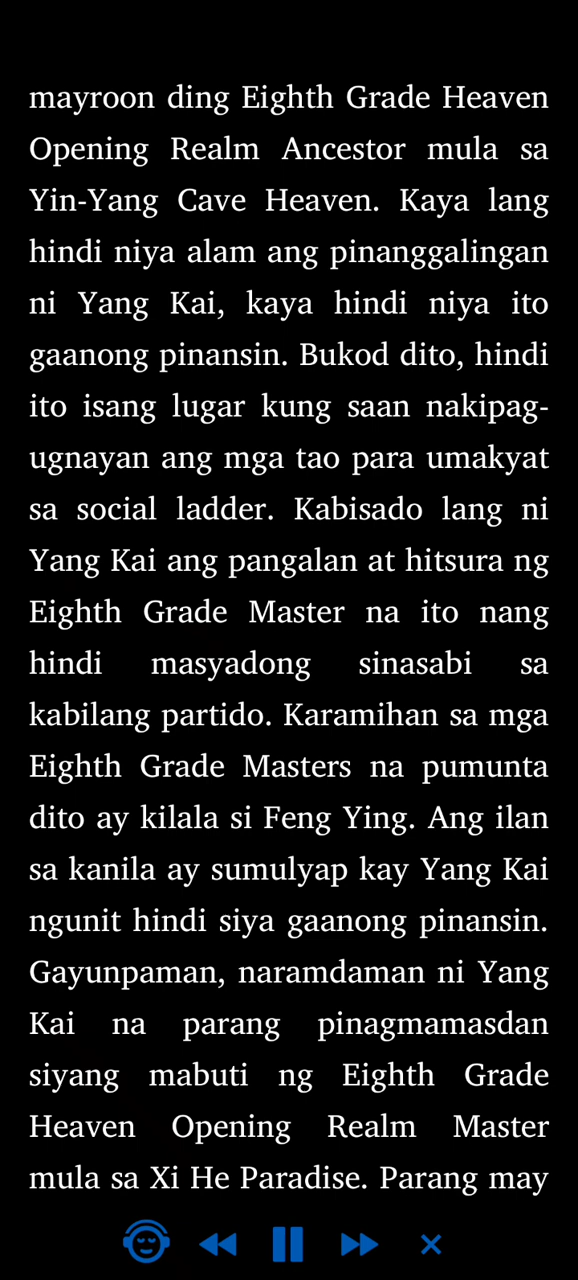 mayroon ding Eighth Grade Heaven
Opening Realm Ancestor mula sa
Yin-Yang Cave Heaven. Kaya lang
hindi niya alam ang pinanggalingan
ni Yang Kai, kaya hindi niya ito
gaanong pinansin. Bukod dito, hindi
ito isang lugar kung saan nakipag-
ugnayan ang mga tao para umakyat
sa social ladder. Kabisado lang ni
Yang Kai ang pangalan at hitsura ng
Eighth Grade Master na ito nang
hindi masyadong sinasabi sa
kabilang partido. Karamihan sa mga
Eighth Grade Masters na pumunta
dito ay kilala si Feng Ying. Ang ilan
sa kanila ay sumulyap kay Yang Kai
ngunit hindi siya gaanong pinansin.
Gayunpaman, naramdaman ni Yang
Kai na parang pinagmamasdan
siyang mabuti ng Eighth Grade
Heaven Opening Realm Master
mula sa Xi He Paradise. Parang may